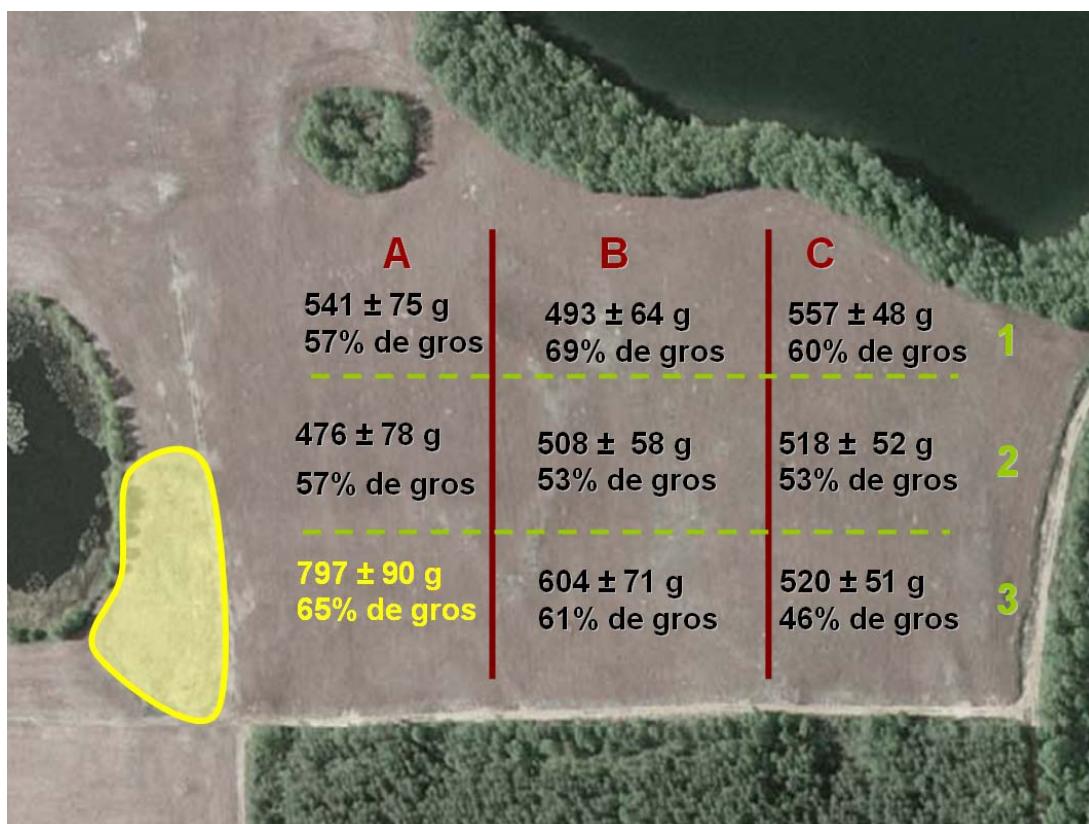 A
B
C
541 ± 75 g
57% de gros
493 ± 64 g
69% de gros
557 ± 48 g
60% de gros
1
476 ± 78 g
57% de gros
508 ± 58 g
53% de gros
518 ± 52 g
53% de gros
2
797 ± 90 g
65% de gros
604 ± 71 g
61% de gros
520 ± 51 g
46% de gros
3